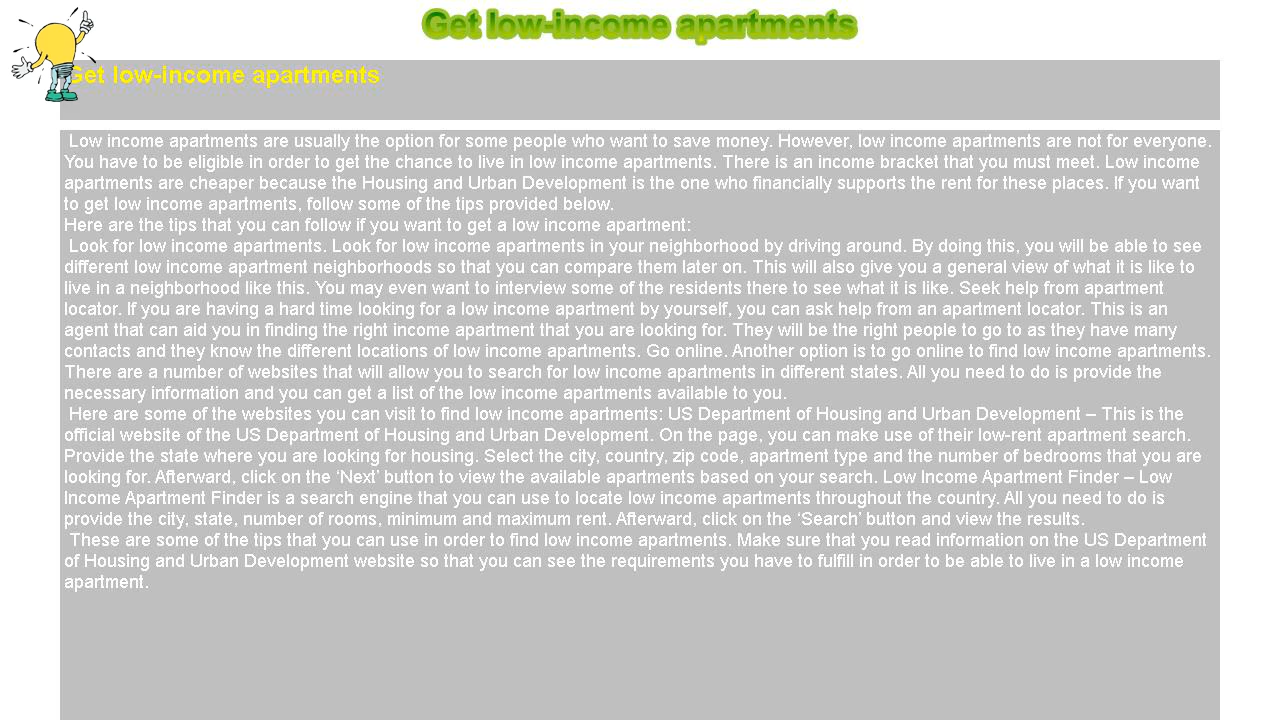 Get low-income apartments
Get low-income apartments
Low income apartments are usually the option for some people who want to save money. However, low income apartments are not for everyone.
You have to be eligible in order to get the chance to live in low income apartments. There is an income bracket that you must meet. Low income
apartments are cheaper because the Housing and Urban Development is the one who financially supports the rent for these places. If you want
to get low income apartments, follow some of the tips provided below.
Here are the tips that you can follow if you want to get a low income apartment:
Look for low income apartments. Look for low income apartments in your neighborhood by driving around. By doing this, you will be able to see
different low income apartment neighborhoods so that you can compare them later on. This will also give you a general view of what it is like to
live in a neighborhood like this. You may even want to interview some of the residents there to see what it is like. Seek help from apartment
locator. If you are having a hard time looking for a low income apartment by yourself, you can ask help from an apartment locator. This is an
agent that can aid you in finding the right income apartment that you are looking for. They will be the right people to go to as they have many
contacts and they know the different locations of low income apartments. Go online. Another option is to go online to find low income apartments.
There are a number of websites that will allow you to search for low income apartments in different states. All you need to do is provide the
necessary information and you can get a list of the low income apartments available to you.
Here are some of the websites you can visit to find low income apartments: US Department of Housing and Urban Development – This is the
official website of the US Department of Housing and Urban Development. On the page, you can make use of their low-rent apartment search.
Provide the state where you are looking for housing. Select the city, country, zip code, apartment type and the number of bedrooms that you are
looking for. Afterward, click on the ‘Next’ button to view the available apartments based on your search. Low Income Apartment Finder – Low
Income Apartment Finder is a search engine that you can use to locate low income apartments throughout the country. All you need to do is
provide the city, state, number of rooms, minimum and maximum rent. Afterward, click on the ‘Search’ button and view the results.
These are some of the tips that you can use in order to find low income apartments. Make sure that you read information on the US Department
of Housing and Urban Development website so that you can see the requirements you have to fulfill in order to be able to live in a low income
apartment.